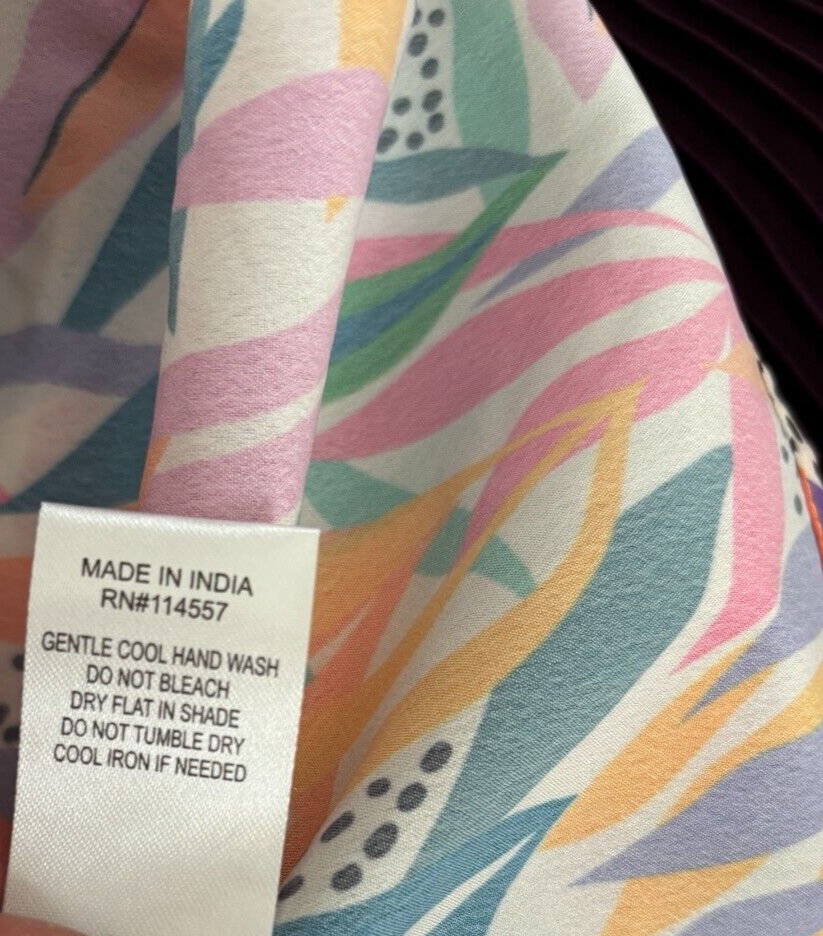 MADE IN INDIA
RN#114557
GENTLE COOL HAND WASH
DO NOT BLEACH
DRY FLAT IN SHADE
DO NOT TUMBLE DRY
COOL IRON IF NEEDED